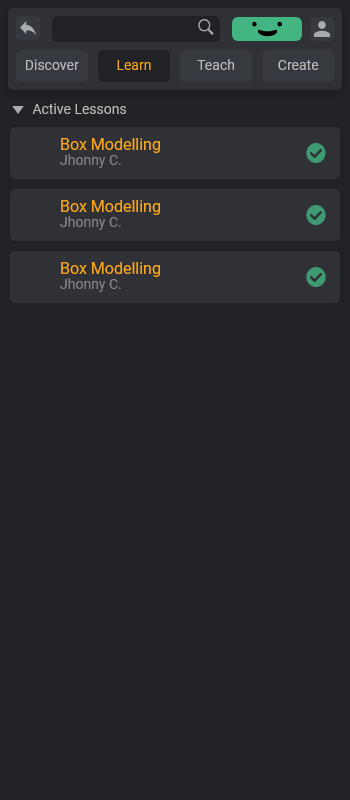 Discover
Learn
Teach
Create
Active Lessons
Box Modelling
Jhonny C.
Box Modelling
Jhonny C.
Box Modelling
Jhonny C.